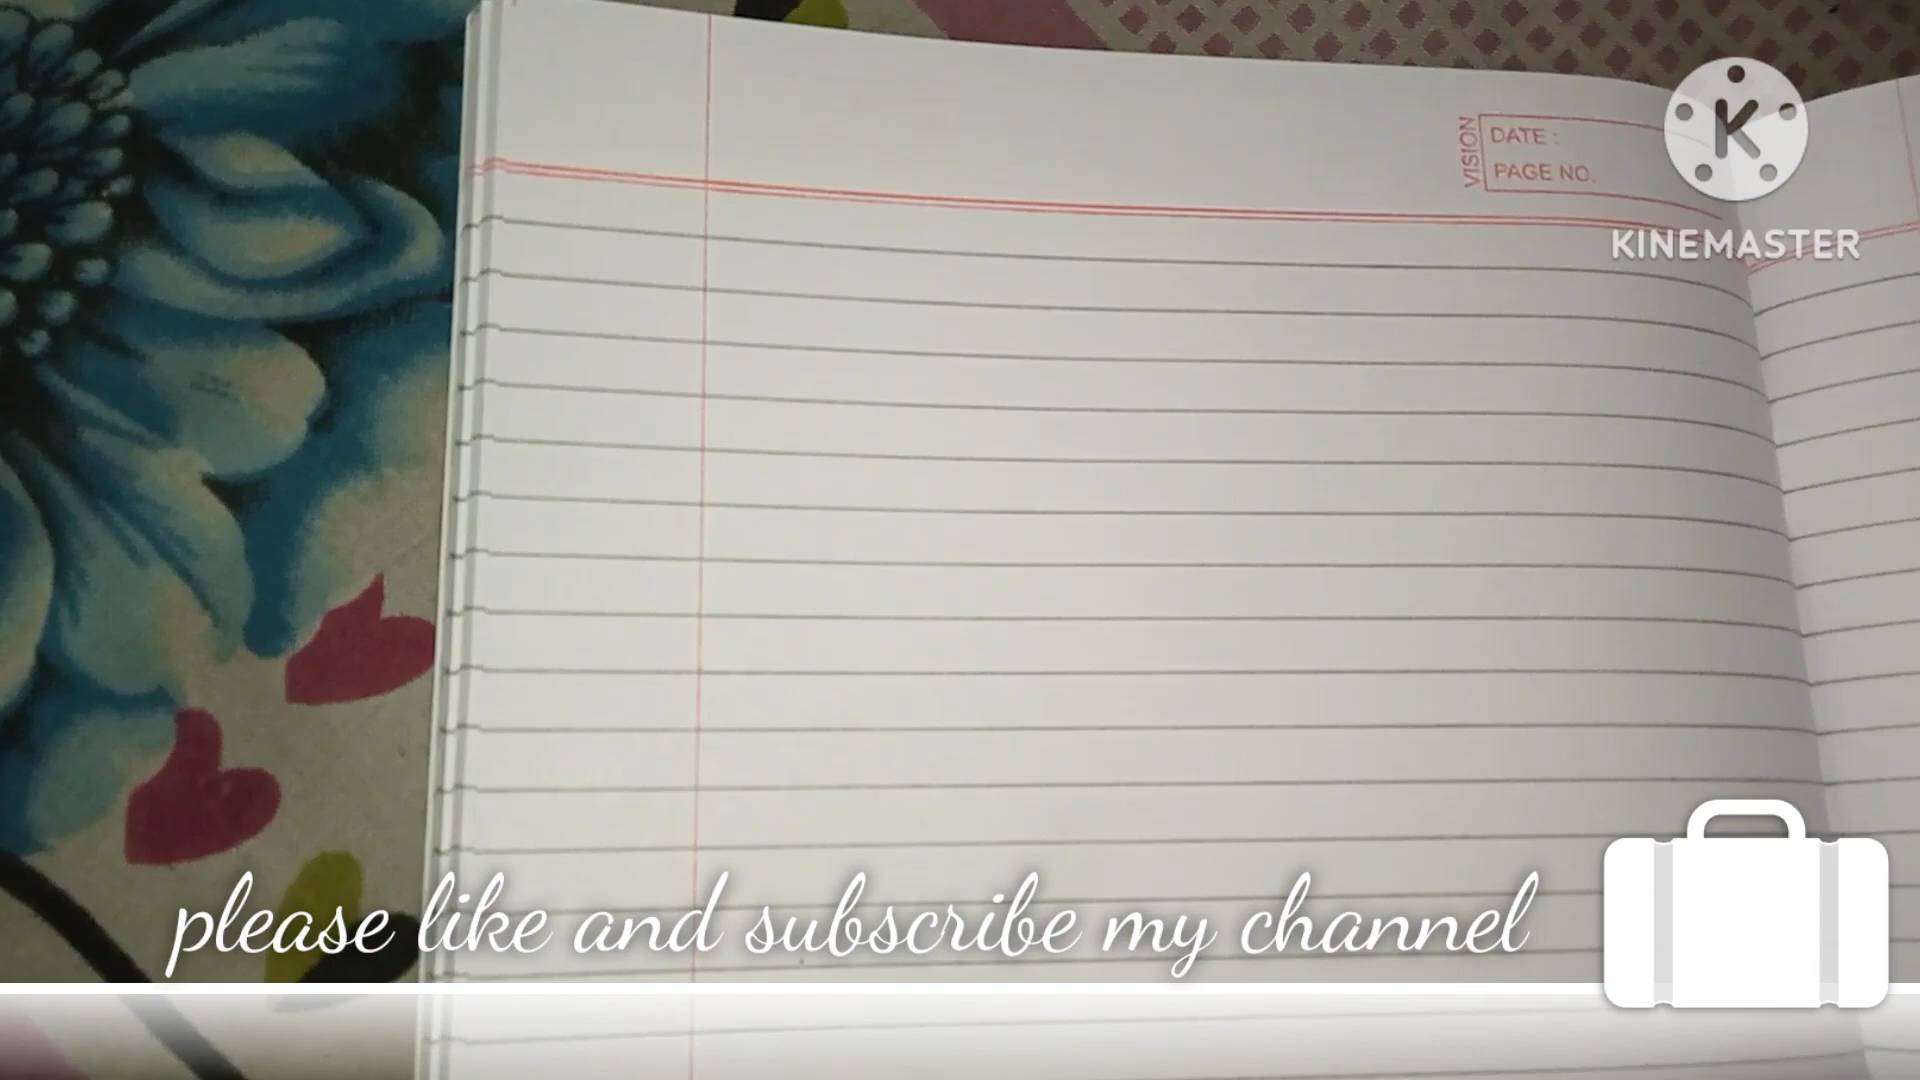 VISION
DATE :
PAGE NO.
K
KINEMASTER
please like and subscribe my channel